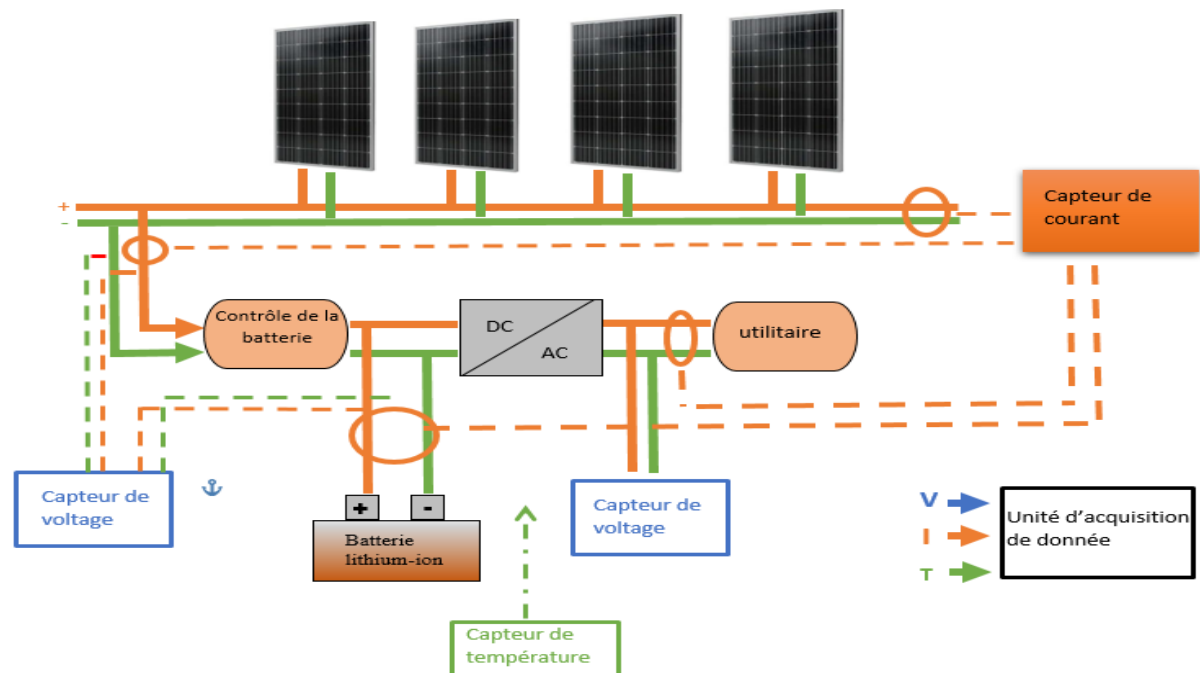 +
-
Capteur de
courant
Contrôle de la
batterie
DC
AC
utilitaire
Capteur de
voltage
+
-
Batterie
lithium-ion
Capteur de
voltage
V
I
T
Unité d’acquisition
de donnée
Capteur de
température